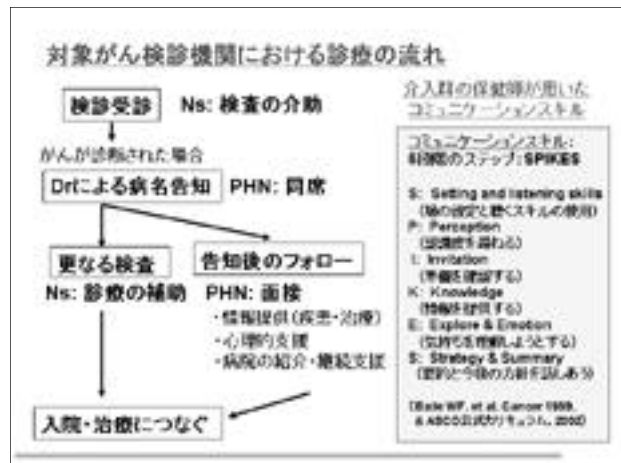 対象がん検診機関における診療の流れ
検診受診 Ns: 検査の介助
がんが診断された場合
Drによる病名告知 PHN: 同席
更なる検査
Ns: 診療の補助
告知後のフォロー
PHN: 面接
・情報提供(疾患・治療)
・心理的支援
・病院の紹介・継続支援
入院・治療につなぐ
介入群の保健師が用いた
コミュニケーションスキル
コミュニケーションスキル:
6段階のステップ: SPIKES
S: Setting and listening skills
(場の設定と聴くスキルの使用)
P: Perception
(認識度を尋ねる)
I: Invitation
(準備を確認する)
K: Knowledge
(情報を提供する)
E: Explore & Emotion
(気持ちを理解しようとする)
S: Strategy & Summary
(要約と今後の方針を話しあう)
WF, et al. Cancer 1999,
& ASCO公式カリキュラム, 2002)